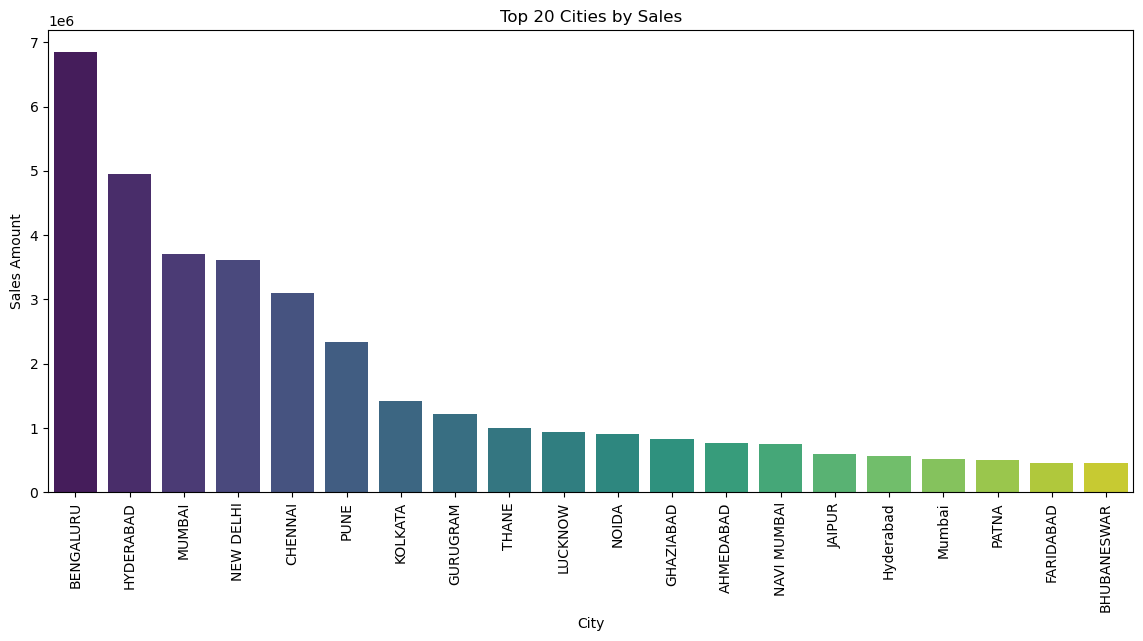 Top 20 Cities by Sales
1e6
7
6
5
4
3
2
1
0
Sales Amount
BENGALURU
HYDERABAD
MUMBAI
NEW DELHI
CHENNAI
PUNE
KOLKATA
GURUGRAM
THANE
LUCKNOW
NOIDA
GHAZIABAD
AHMEDABAD
NAVI MUMBAI
JAIPUR
Hyderabad
Mumbai
PATNA
FARIDABAD
BHUBANESWAR
City